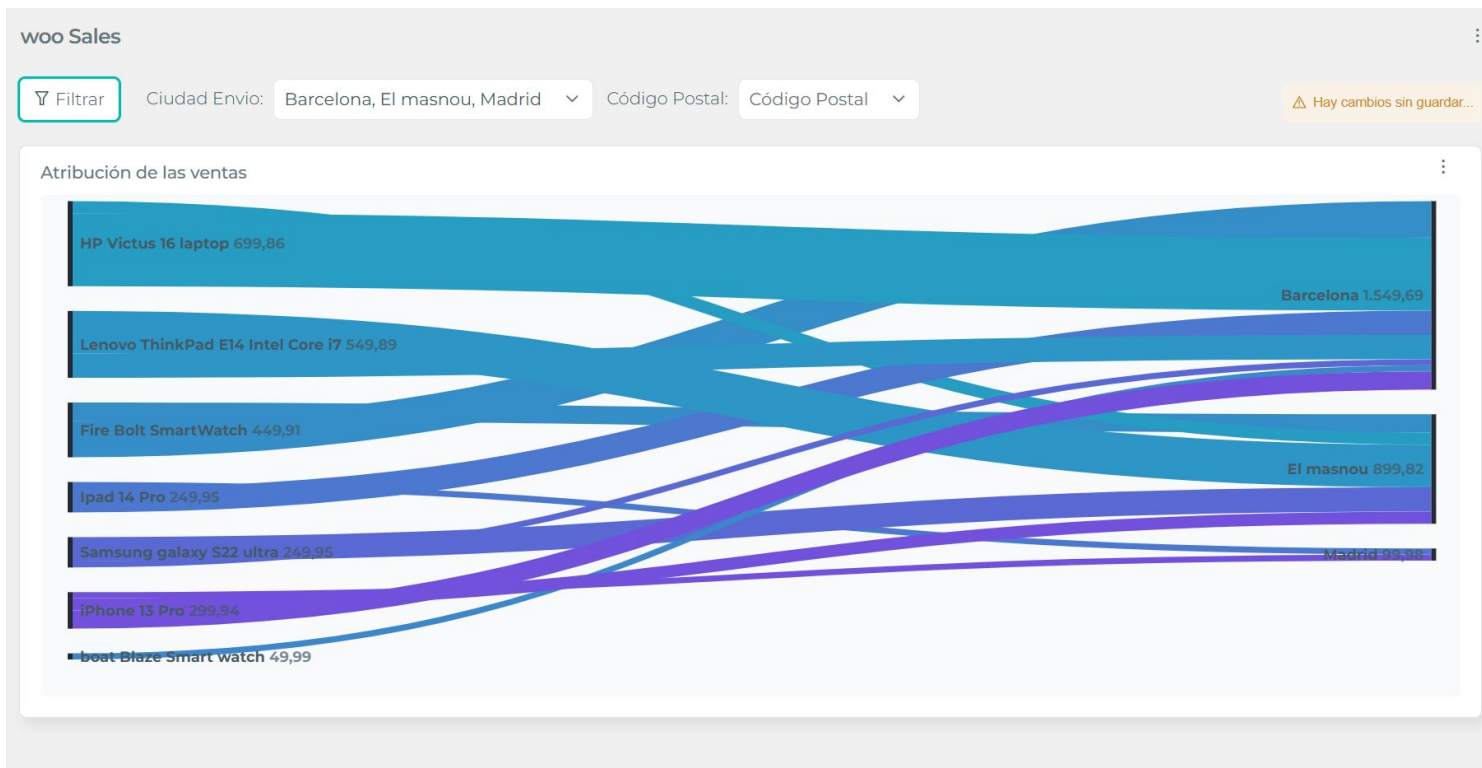 woo Sales
Filtrar
Ciudad Envio:
Barcelona, El masnou, Madrid
Código Postal:
Código Postal
Hay cambios sin guardar...
Atribución de las ventas
HP Victus 16 laptop 699,86
Lenovo ThinkPad E14 Intel Core i7 549,89
Fire Bolt SmartWatch 449,91
Ipad 14 Pro 249,95
Samsung galaxy S22 ultra 249,95
iPhone 13 Pro 299,94
boat Blaze Smart watch 49,99
Barcelona 1.549,69
El masnou 899,82
Madrid 99,98